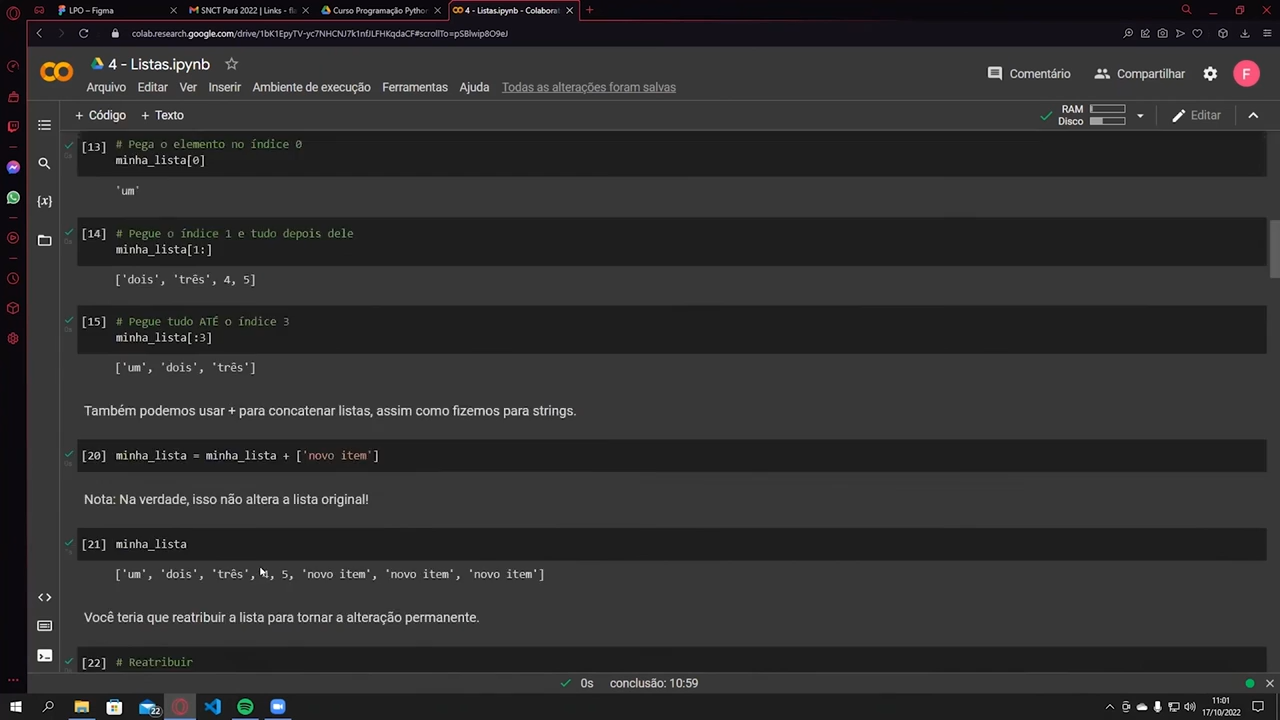 LPO – Figma
SNCT Pará 2022 | Links - fla
Curso Programação Python
4 - Listas.ipynb - Colaborat
colab.research.google.com/drive/1bK1EpyTV-yc7NHCNJ7k1nfJLFHKqdaCF#scrollTo=pSBlwip8O9eJ
4 - Listas.ipynb
Arquivo Editar Ver Inserir Ambiente de execução Ferramentas Ajuda Todas as alterações foram salvas
Comentário Compartilhar F
+ Código + Texto
RAM
Disco
Editar
[13] # Pega o elemento no índice 0
minha_lista[0]
'um'
[14] # Pegue o índice 1 e tudo depois dele
minha_lista[1:]
['dois', 'três', 4, 5]
[15] # Pegue tudo ATÉ o índice 3
minha_lista[:3]
['um', 'dois', 'três']
Também podemos usar + para concatenar listas, assim como fizemos para strings.
[20] minha_lista = minha_lista + ['novo item']
Nota: Na verdade, isso não altera a lista original!
[21] minha_lista
['um', 'dois', 'três', 4, 5, 'novo item', 'novo item', 'novo item']
Você teria que reatribuir a lista para tornar a alteração permanente.
[22] # Reatribuir
0s conclusão: 10:59
22
11:01
17/10/2022